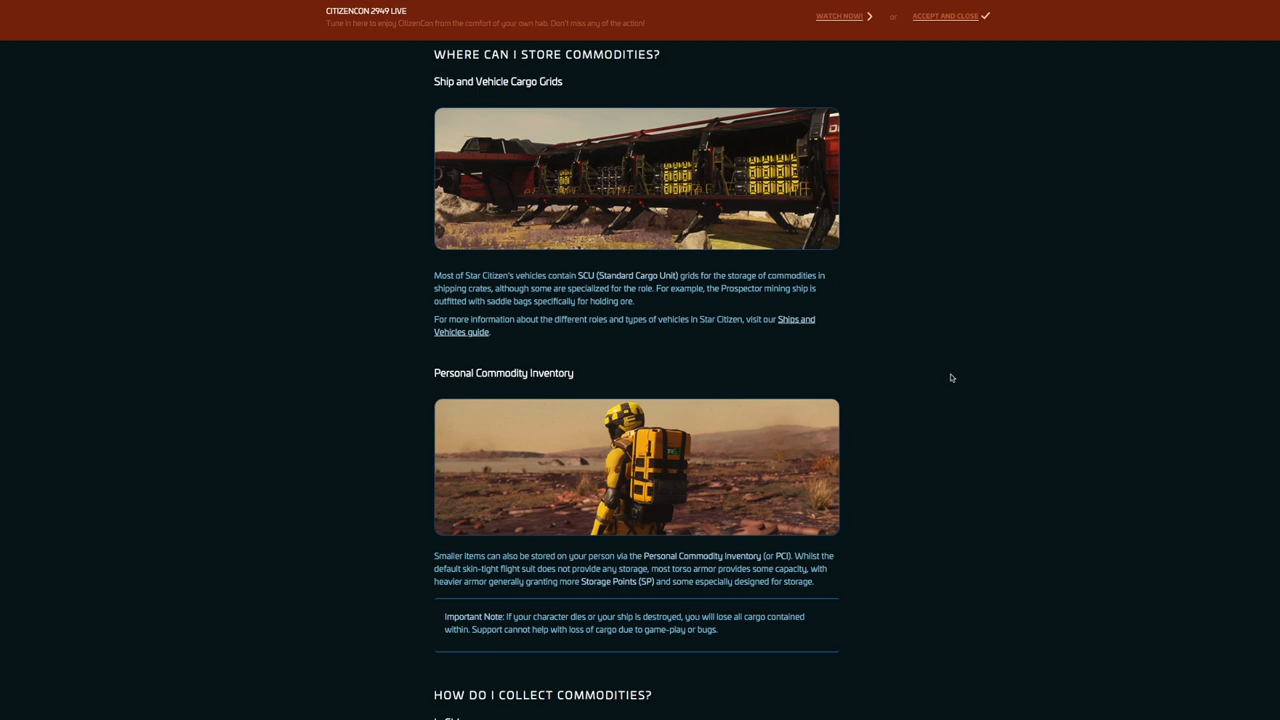 CITIZENCON 2949 LIVE
Tune in here to enjoy CitizenCon from the comfort of your own hab. Don't miss any of the action!
WATCH NOW!
or
ACCEPT AND CLOSE
WHERE CAN I STORE COMMODITIES?
Ship and Vehicle Cargo Grids
Most of Star Citizen's vehicles contain SCU (Standard Cargo Unit) grids for the storage of commodities in
shipping crates, although some are specialized for the role. For example, the Prospector mining ship is
outfitted with saddle bags specifically for holding ore.
For more information about the different roles and types of vehicles in Star Citizen, visit our Ships and
Vehicles guide.
Personal Commodity Inventory
Smaller items can also be stored on your person via the Personal Commodity Inventory (or PCI). Whilst the
default skin-tight flight suit does not provide any storage, most torso armor provides some capacity, with
heavier armor generally granting more Storage Points (SP) and some especially designed for storage.
Important Note: If your character dies or your ship is destroyed, you will lose all cargo contained
within. Support cannot help with loss of cargo due to game-play or bugs.
HOW DO I COLLECT COMMODITIES?